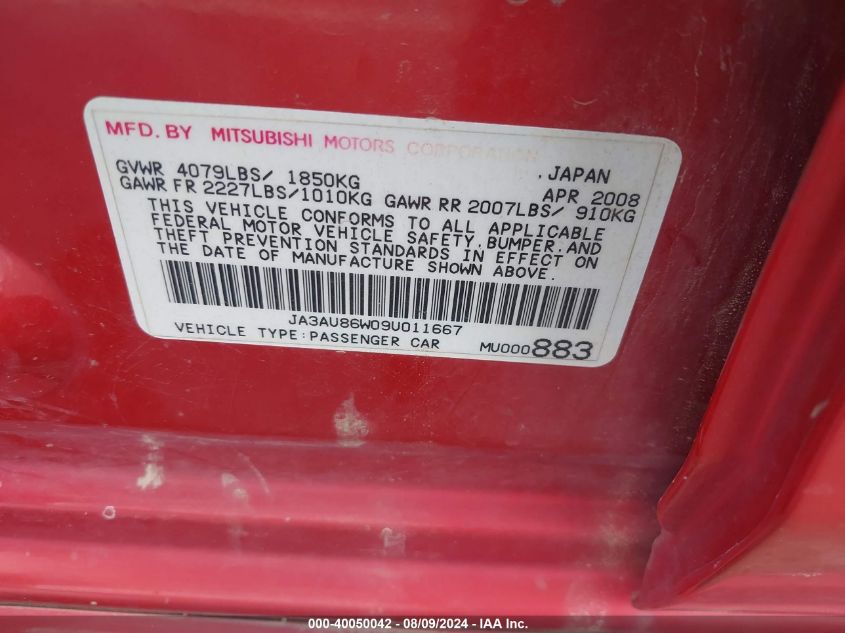 MFD. BY MITSUBISHI MOTORS CORPORATION
, JAPAN
GVWR 4079LBS/ 1850KG APR 2008
GAWR FR 2227LBS/1010KG GAWR RR 2007LBS/ 910KG
THIS VEHICLE CONFORMS TO ALL APPLICABLE
FEDERAL MOTOR VEHICLE SAFETY, BUMPER, AND
THEFT PREVENTION STANDARDS IN EFFECT ON
THE DATE OF MANUFACTURE SHOWN ABOVE.
JA3AU86W09U011667
VEHICLE TYPE:PASSENGER CAR MU000883
000-40050042 - 08/09/2024 - IAA Inc.